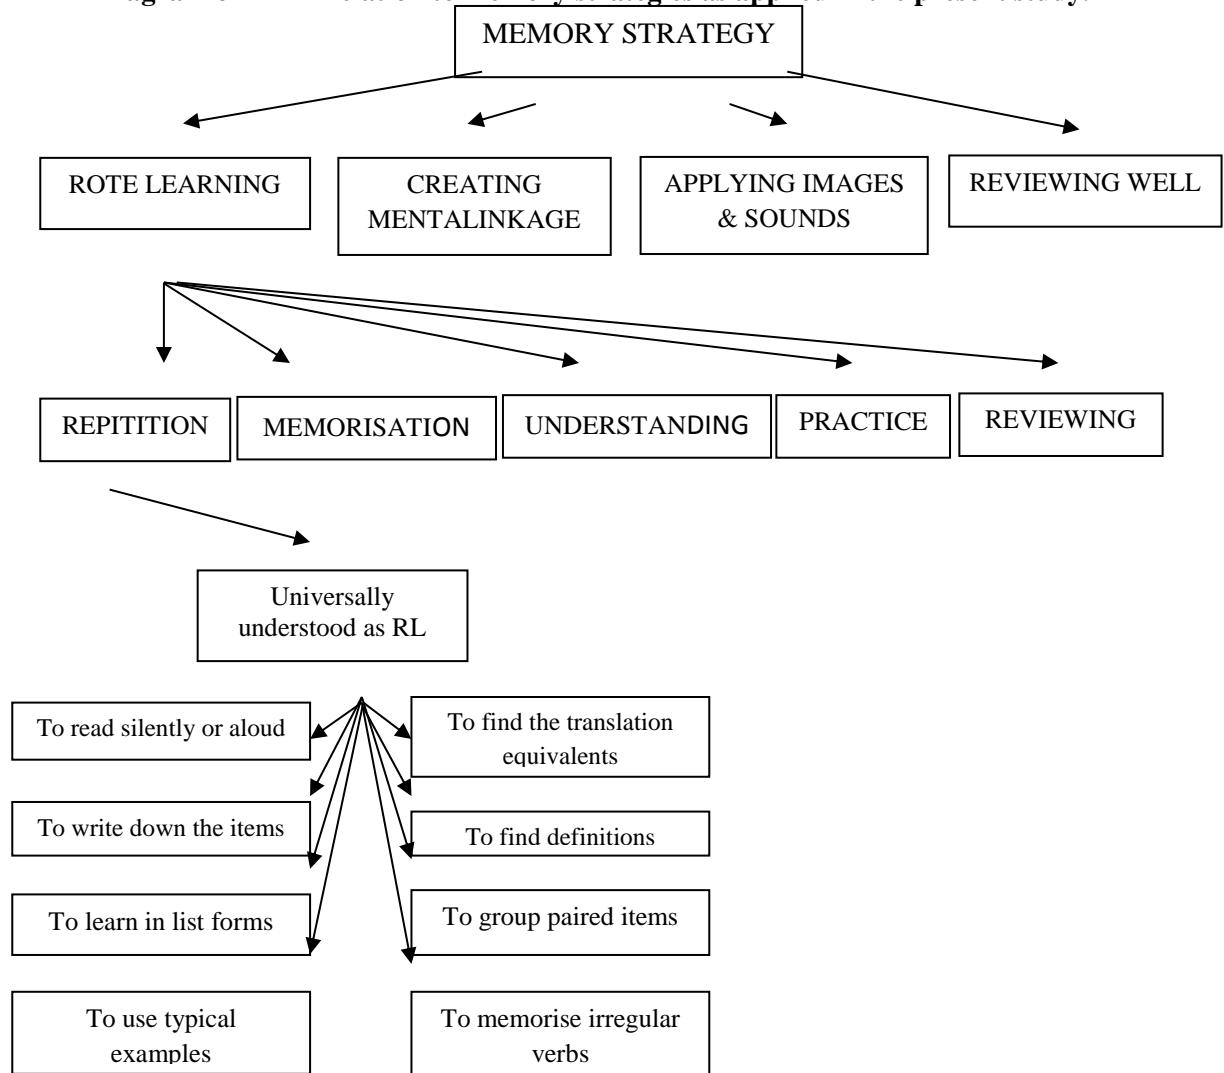 MEMORY STRATEGY
ROTE LEARNING
CREATING
MENTALINKAGE
APPLYING IMAGES
& SOUNDS
REVIEWING WELL
REPITITION
MEMORISATION
UNDERSTANDING
PRACTICE
REVIEWING
Universally
understood as RL
To read silently or aloud
To find the translation
equivalents
To write down the items
To find definitions
To learn in list forms
To group paired items
To use typical
examples
To memorise irregular
verbs